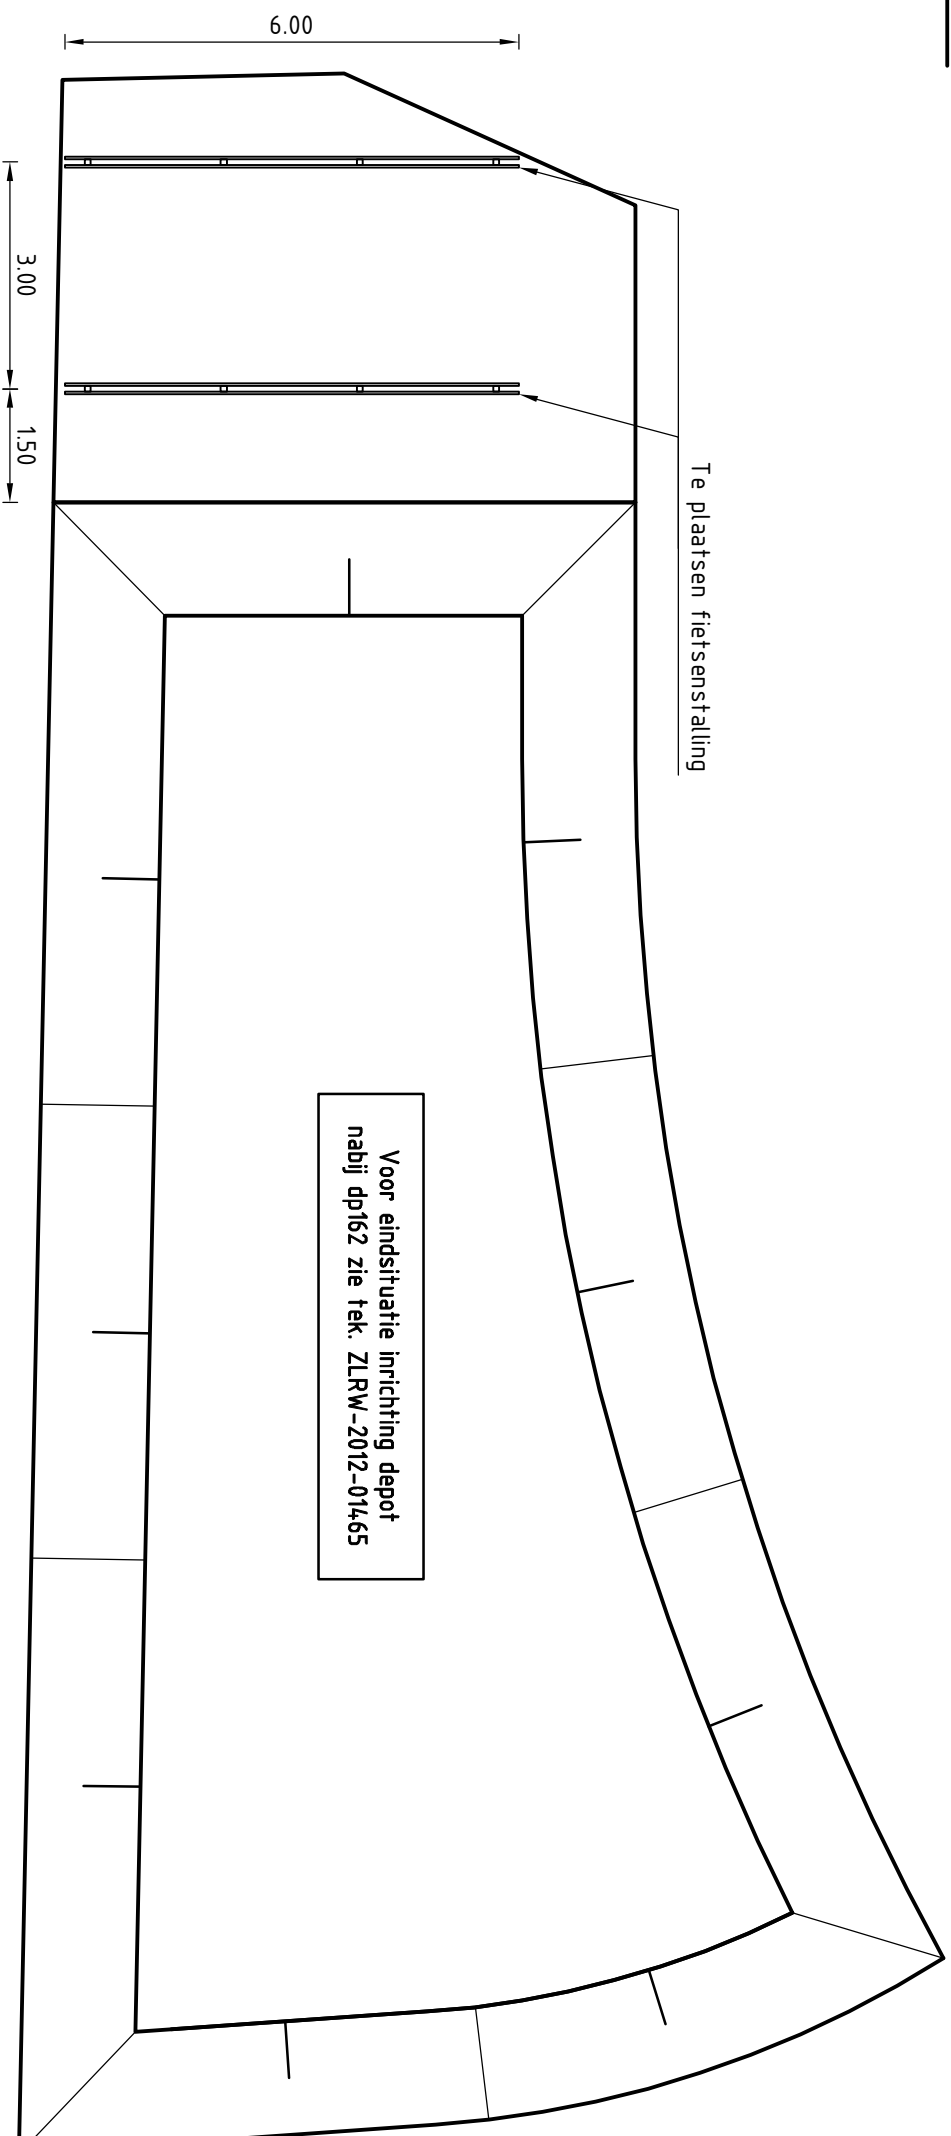 6.00
3.00
1.50
Te plaatsen fietsenstalling
Voor eindsituatie inrichting depot
nabij dp162 zie tek. ZLRW-2012-01465